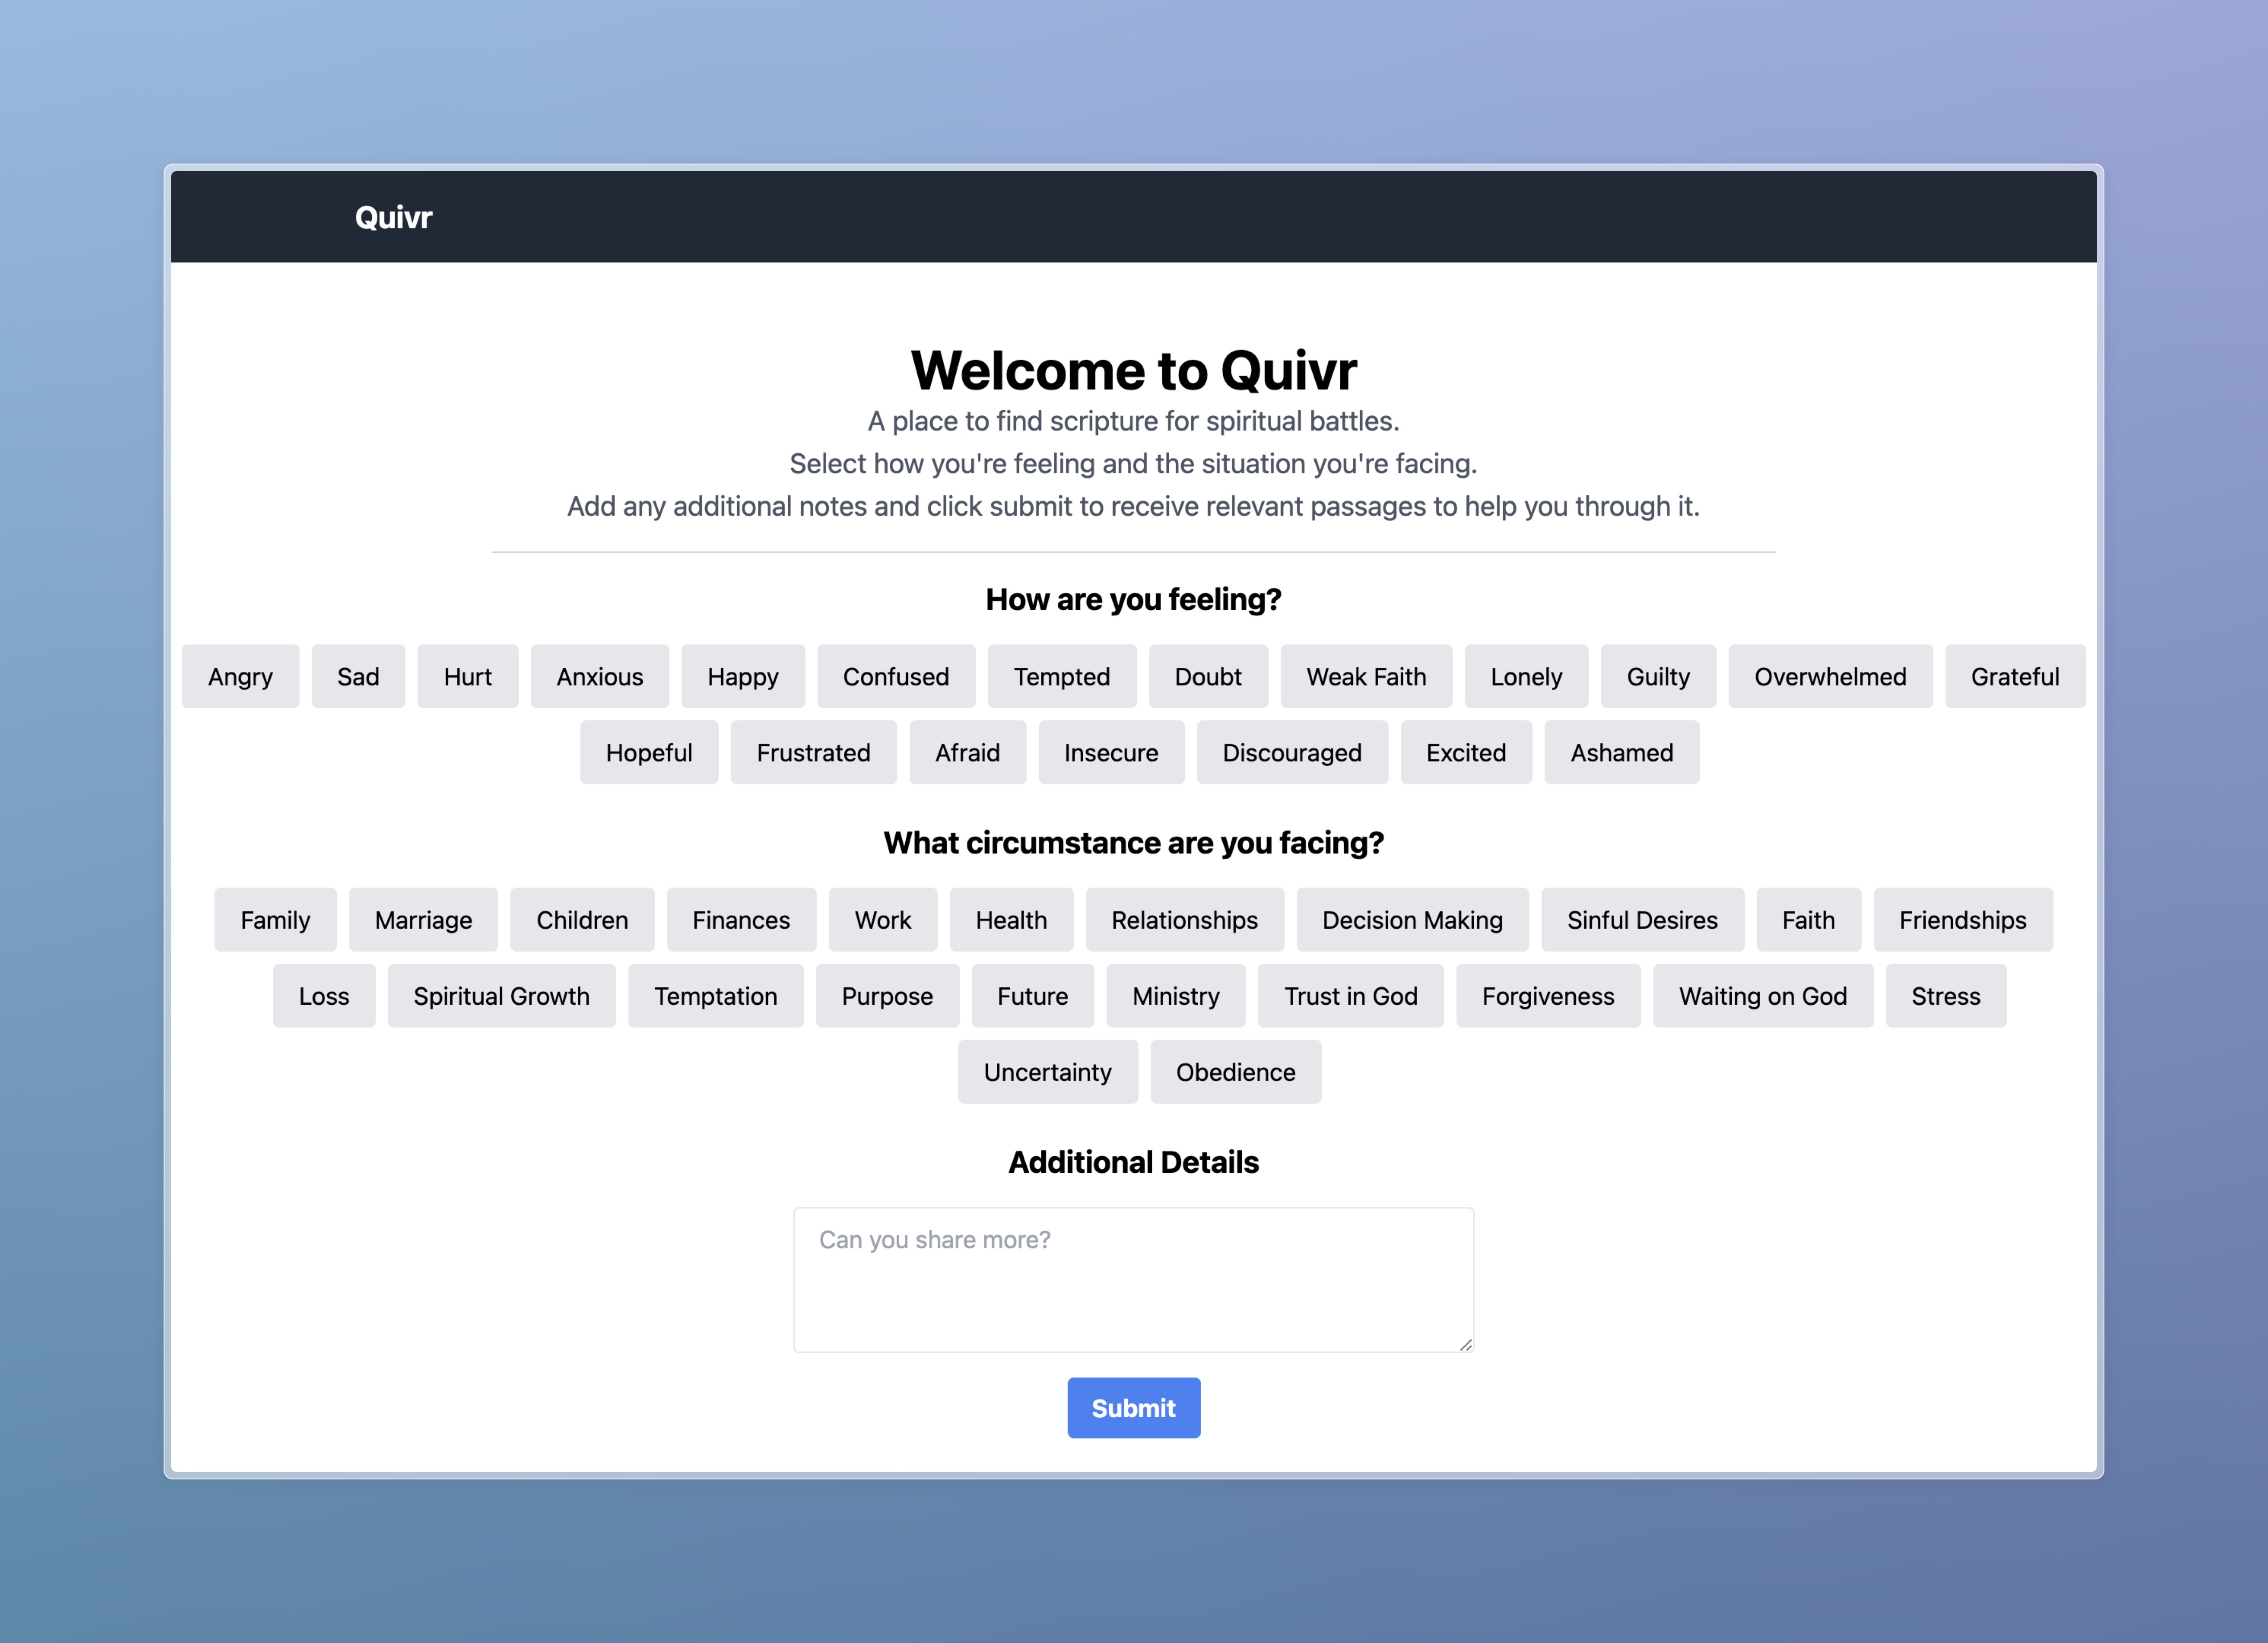 Quivr
Welcome to Quivr
A place to find scripture for spiritual battles.
Select how you're feeling and the situation you're facing.
Add any additional notes and click submit to receive relevant passages to help you through it.
How are you feeling?
Angry Sad Hurt Anxious Happy Confused Tempted Doubt Weak Faith Lonely Guilty Overwhelmed Grateful
Hopeful Frustrated Afraid Insecure Discouraged Excited Ashamed
What circumstance are you facing?
Family Marriage Children Finances Work Health Relationships Decision Making Sinful Desires Faith Friendships
Loss Spiritual Growth Temptation Purpose Future Ministry Trust in God Forgiveness Waiting on God Stress
Uncertainty Obedience
Additional Details
Can you share more?
Submit